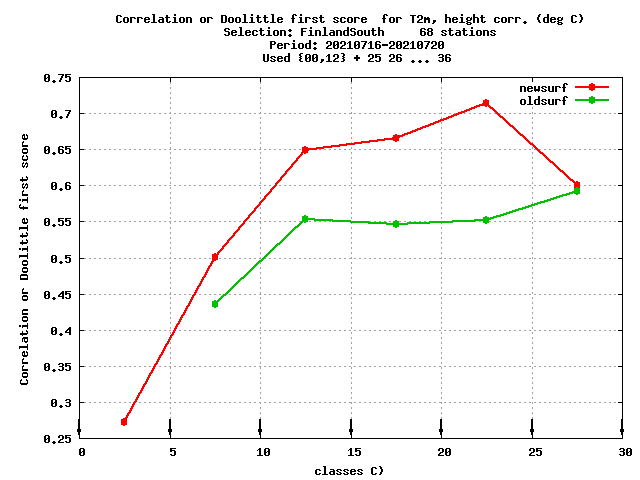 Correlation or Doolittle first score  for T2m, height corr. (deg C)
Selection: FinlandSouth     68 stations
Period: 20210716-20210720
Used {00,12} + 25 26 ... 36
newsurf
oldsurf
Correlation or Doolittle first score
0.75
0.7
0.65
0.6
0.55
0.5
0.45
0.4
0.35
0.3
0.25
0 5 10 15 20 25 30
classes C)